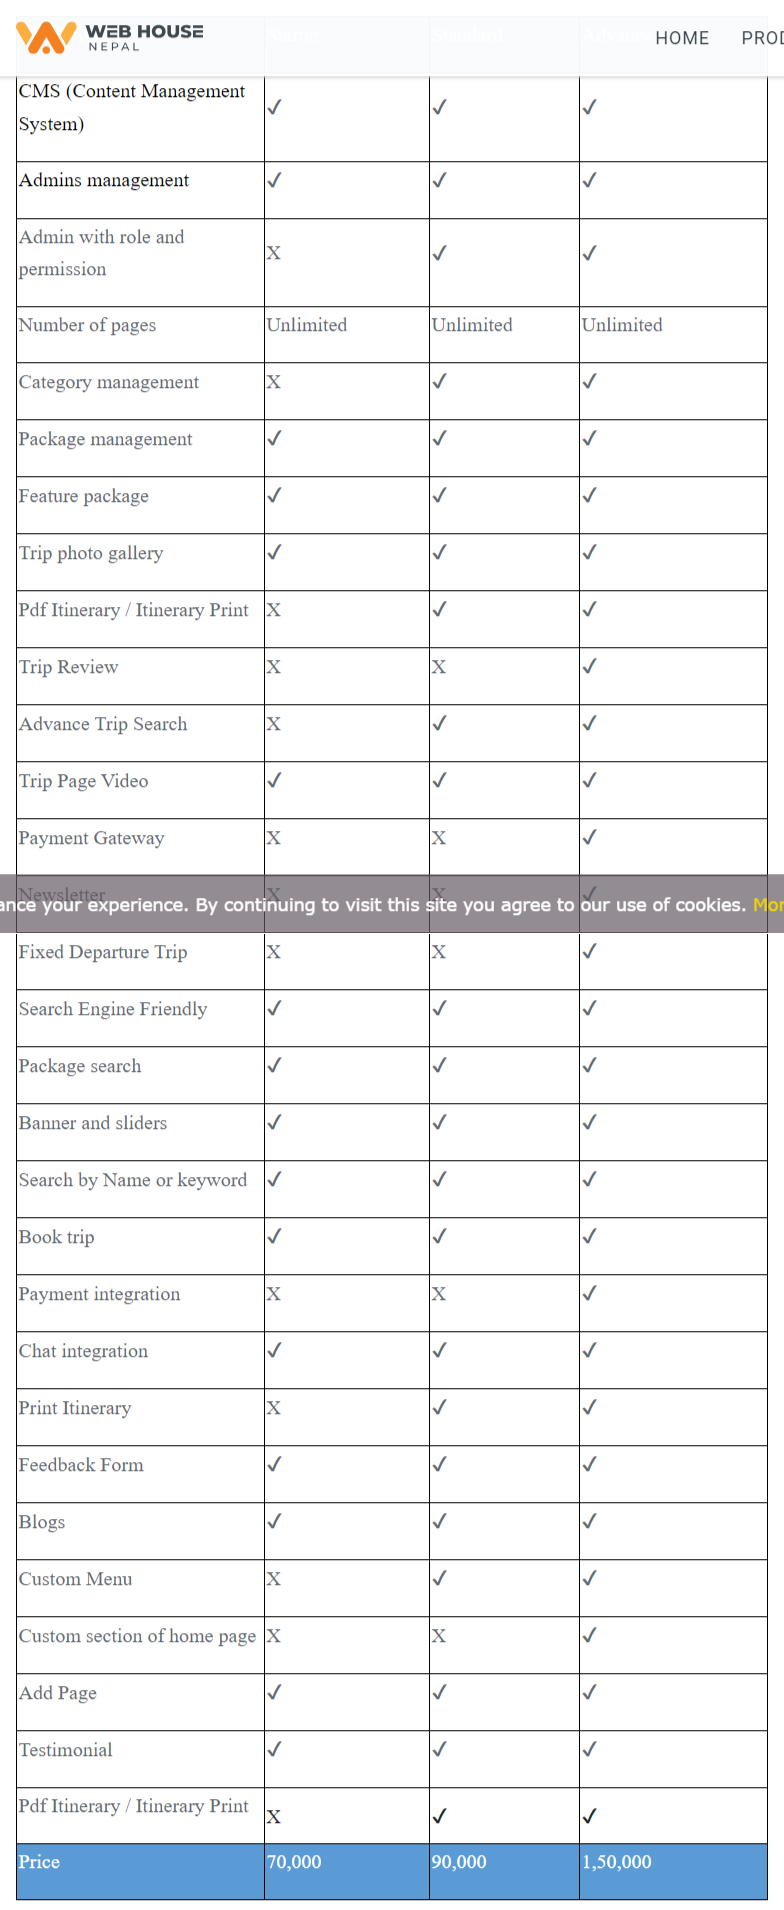 WEB HOUSE
NEPAL
Starter Standard Advance HOME PROD
CMS (Content Management
System) ✓ ✓ ✓
Admins management ✓ ✓ ✓
Admin with role and
permission X ✓ ✓
Number of pages Unlimited Unlimited Unlimited
Category management X ✓ ✓
Package management ✓ ✓ ✓
Feature package ✓ ✓ ✓
Trip photo gallery ✓ ✓ ✓
Pdf Itinerary / Itinerary Print X ✓ ✓
Trip Review X X ✓
Advance Trip Search X ✓ ✓
Trip Page Video ✓ ✓ ✓
Payment Gateway X X ✓
Newsletter X X ✓
ance your experience. By continuing to visit this site you agree to our use of cookies. Mor
Fixed Departure Trip X X ✓
Search Engine Friendly ✓ ✓ ✓
Package search ✓ ✓ ✓
Banner and sliders ✓ ✓ ✓
Search by Name or keyword ✓ ✓ ✓
Book trip ✓ ✓ ✓
Payment integration X X ✓
Chat integration ✓ ✓ ✓
Print Itinerary X ✓ ✓
Feedback Form ✓ ✓ ✓
Blogs ✓ ✓ ✓
Custom Menu X ✓ ✓
Custom section of home page X X ✓
Add Page ✓ ✓ ✓
Testimonial ✓ ✓ ✓
Pdf Itinerary / Itinerary Print X ✓ ✓
Price 70,000 90,000 1,50,000